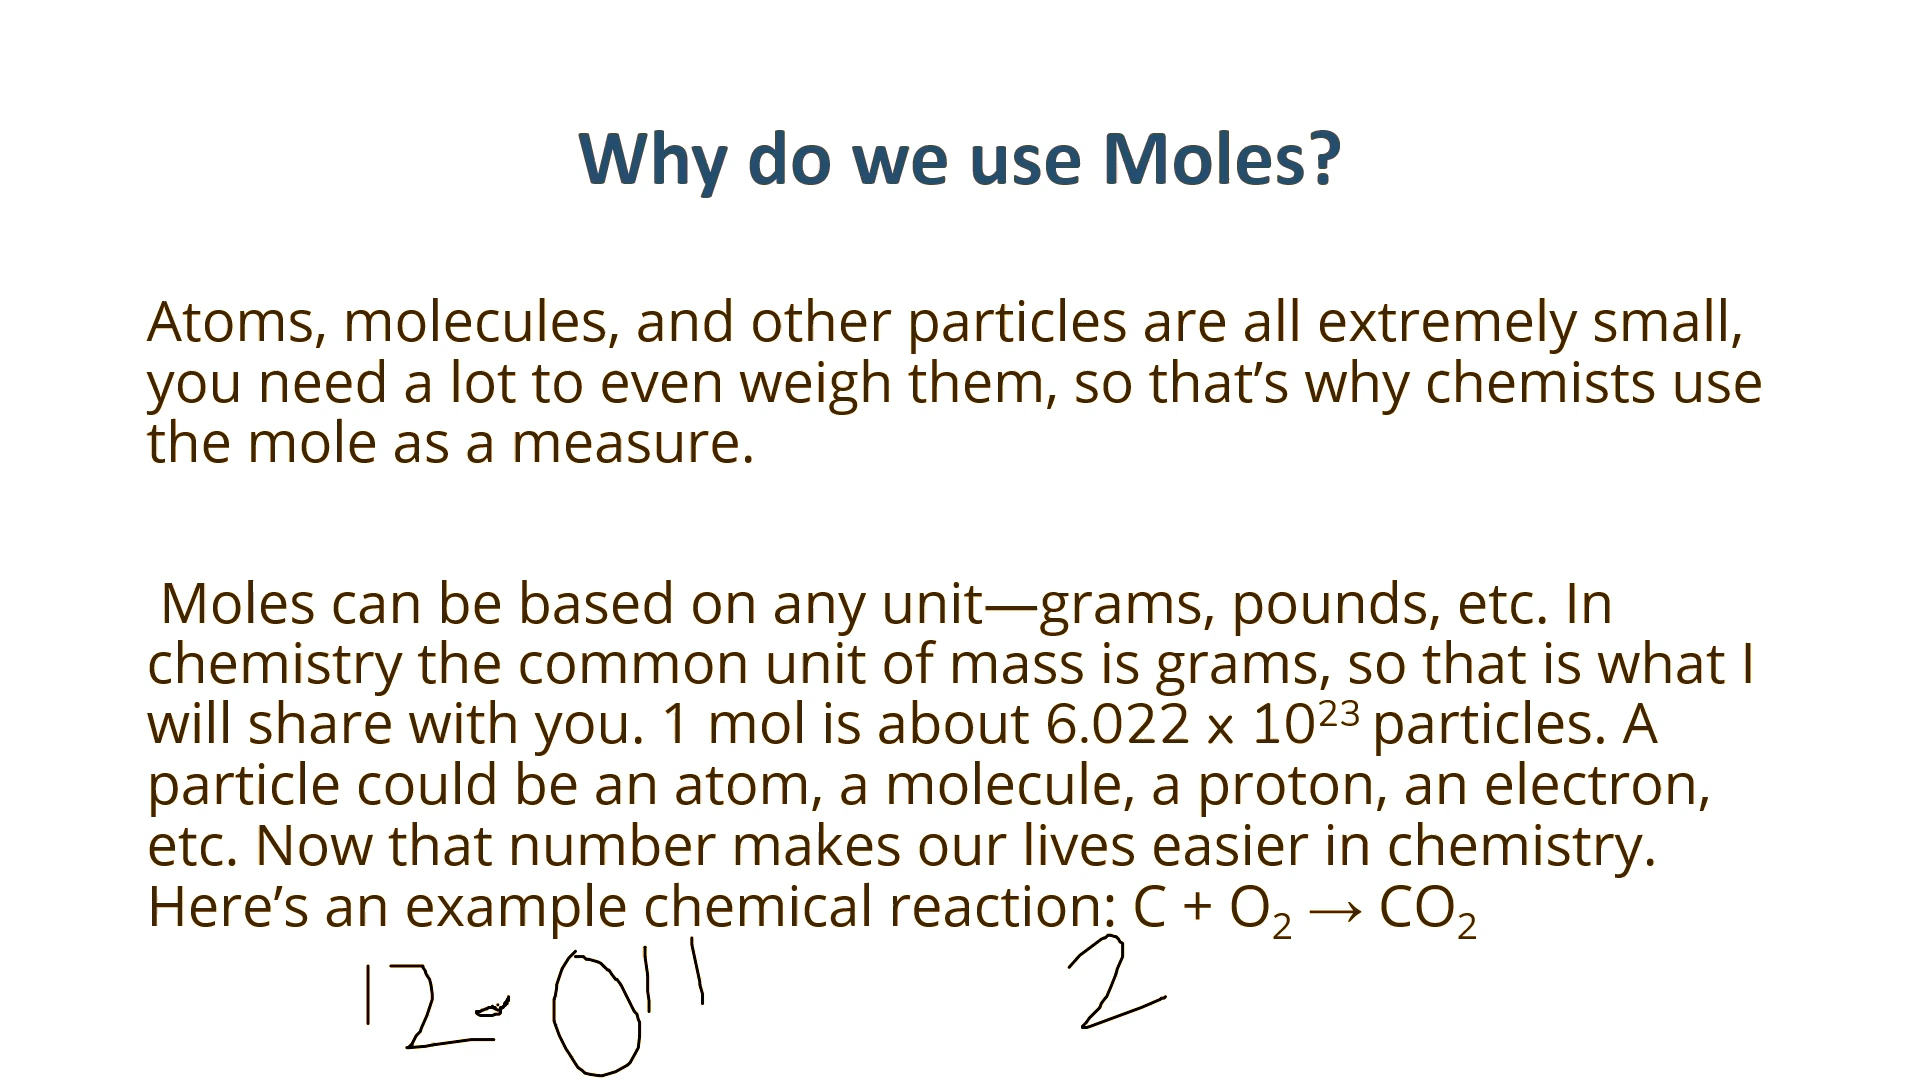 Why do we use Moles?
Atoms, molecules, and other particles are all extremely small,
you need a lot to even weigh them, so that’s why chemists use
the mole as a measure.
Moles can be based on any unit—grams, pounds, etc. In
chemistry the common unit of mass is grams, so that is what I
will share with you. 1 mol is about 6.022 x 10²³ particles. A
particle could be an atom, a molecule, a proton, an electron,
etc. Now that number makes our lives easier in chemistry.
Here’s an example chemical reaction: C + O₂ → CO₂
12.011 2